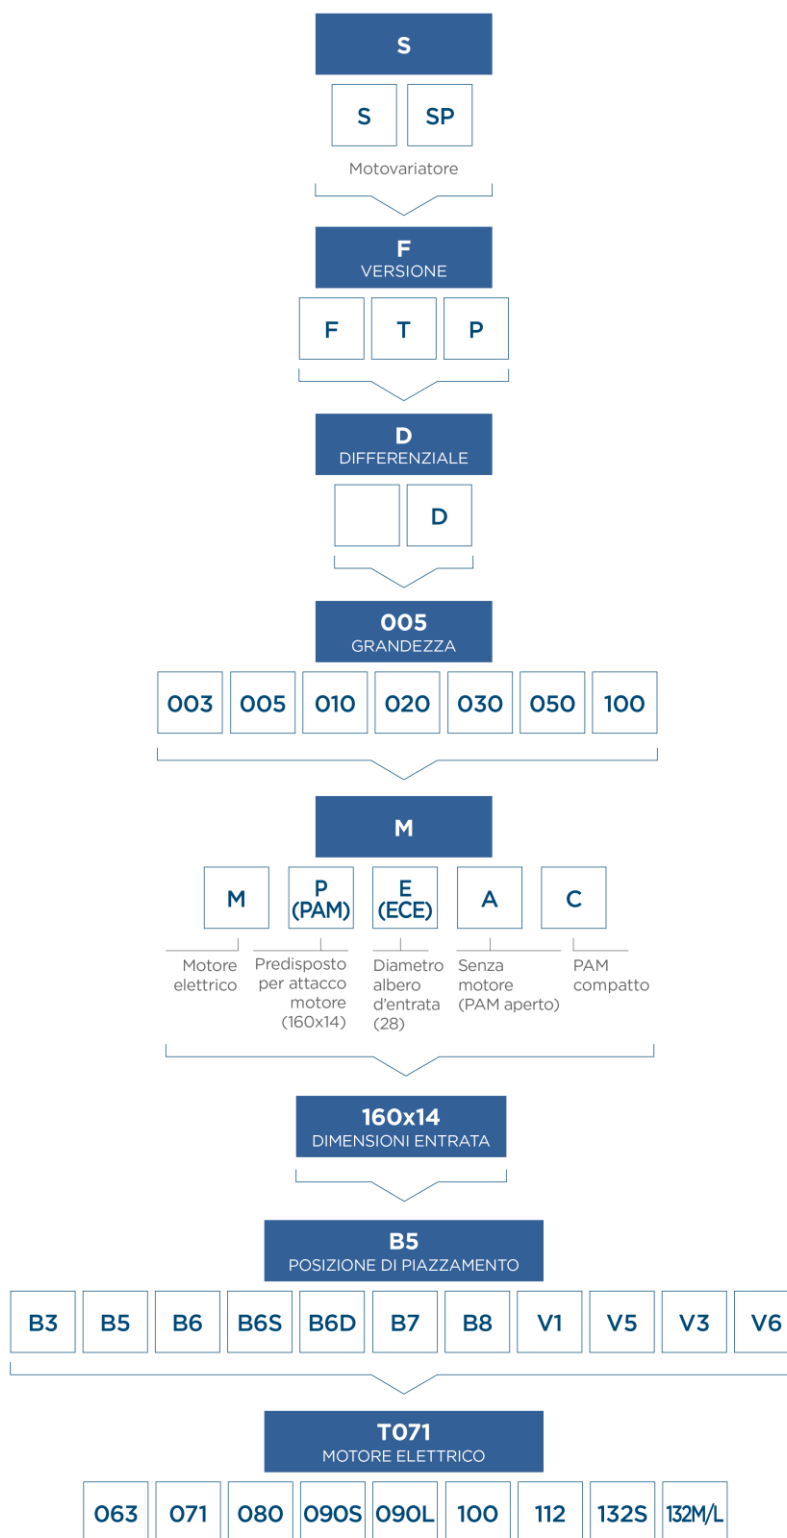 S
S SP
Motovariatore
F
VERSIONE
F T P
D
DIFFERENZIALE
D
005
GRANDEZZA
003 005 010 020 030 050 100
M
M P (PAM) E (ECE) A C
Motore elettrico
Predisposto per attacco motore (160x14)
Diametro albero d'entrata (28)
Senza motore (PAM aperto)
PAM compatto
160x14
DIMENSIONI ENTRATA
B5
POSIZIONE DI PIAZZAMENTO
B3 B5 B6 B6S B6D B7 B8 V1 V5 V3 V6
T071
MOTORE ELETTRICO
063 071 080 090S 090L 100 112 132S 132M/L